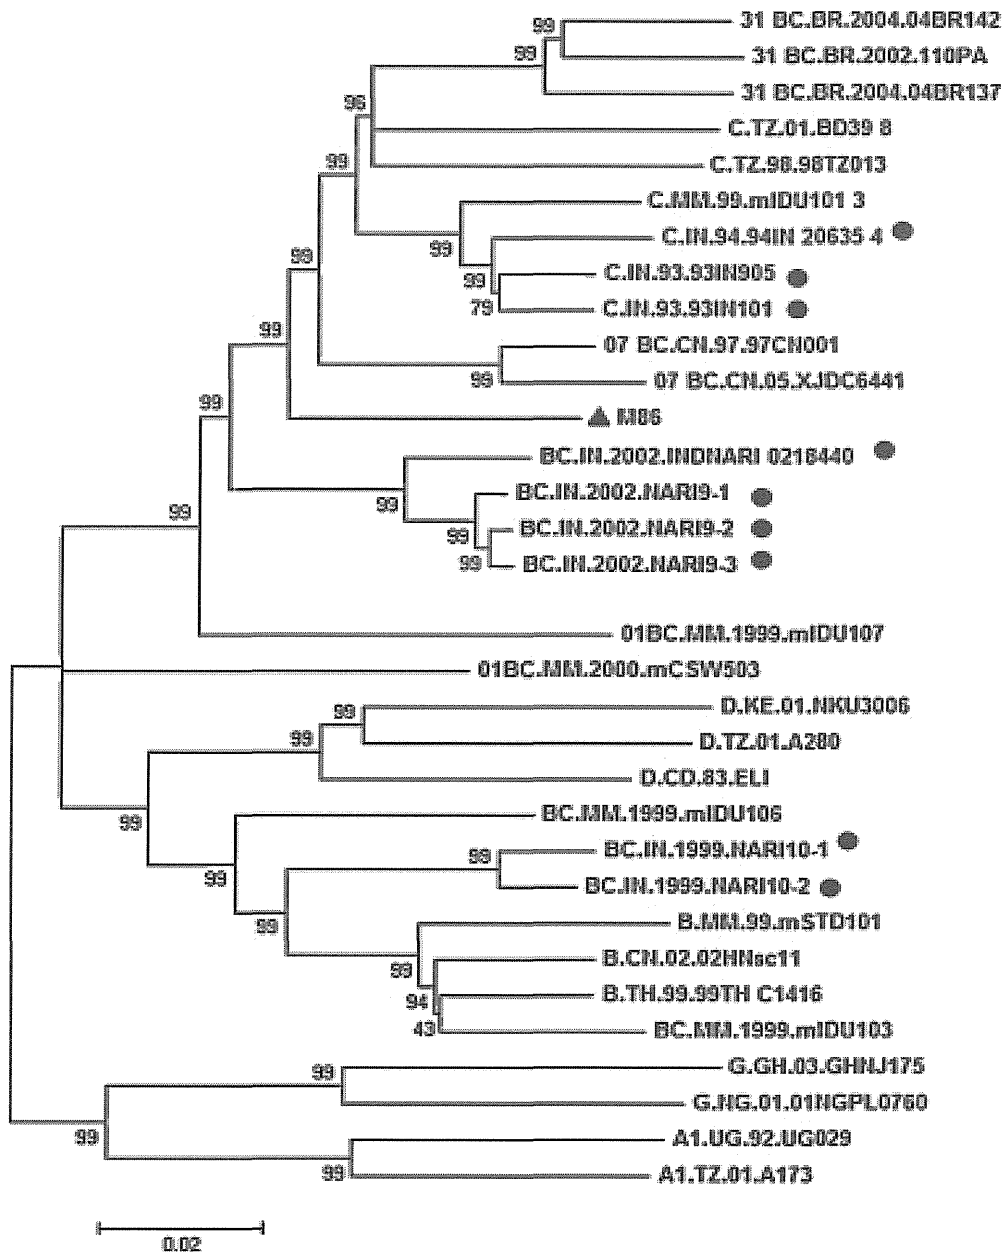 99
31 BC.BR.2004.04BR142
99
31 BC.BR.2002.110PA
31 BC.BR.2004.04BR137
96
C.TZ.01.BD39 8
99
C.TZ.98.98TZ013
C.MM.99.mIDU101 3
99
C.IN.94.94IN 20635 4
99
99
C.IN.93.93IN905
79
C.IN.93.93IN101
99
07 BC.CN.97.97CN001
99
07 BC.CN.05.XJDC6441
99
M86
BC.IN.2002.INDNARI 0218440
99
BC.IN.2002.NARI9-1
99
99
BC.IN.2002.NARI9-2
99
BC.IN.2002.NARI9-3
01BC.MM.1999.mIDU107
01BC.MM.2000.mCSW503
99
D.KE.01.NKU3006
99
D.TZ.01.A280
D.CD.83.ELI
99
BC.MM.1999.mIDU106
98
BC.IN.1999.NARI10-1
99
BC.IN.1999.NARI10-2
99
B.MM.99.mSTD101
99
B.CN.02.02HNsc11
94
B.TH.99.99TH C1416
43
BC.MM.1999.mIDU103
99
G.GH.03.GHNJ175
G.NG.01.01NGPL0760
99
A1.UG.92.UG029
99
A1.TZ.01.A173
0.02